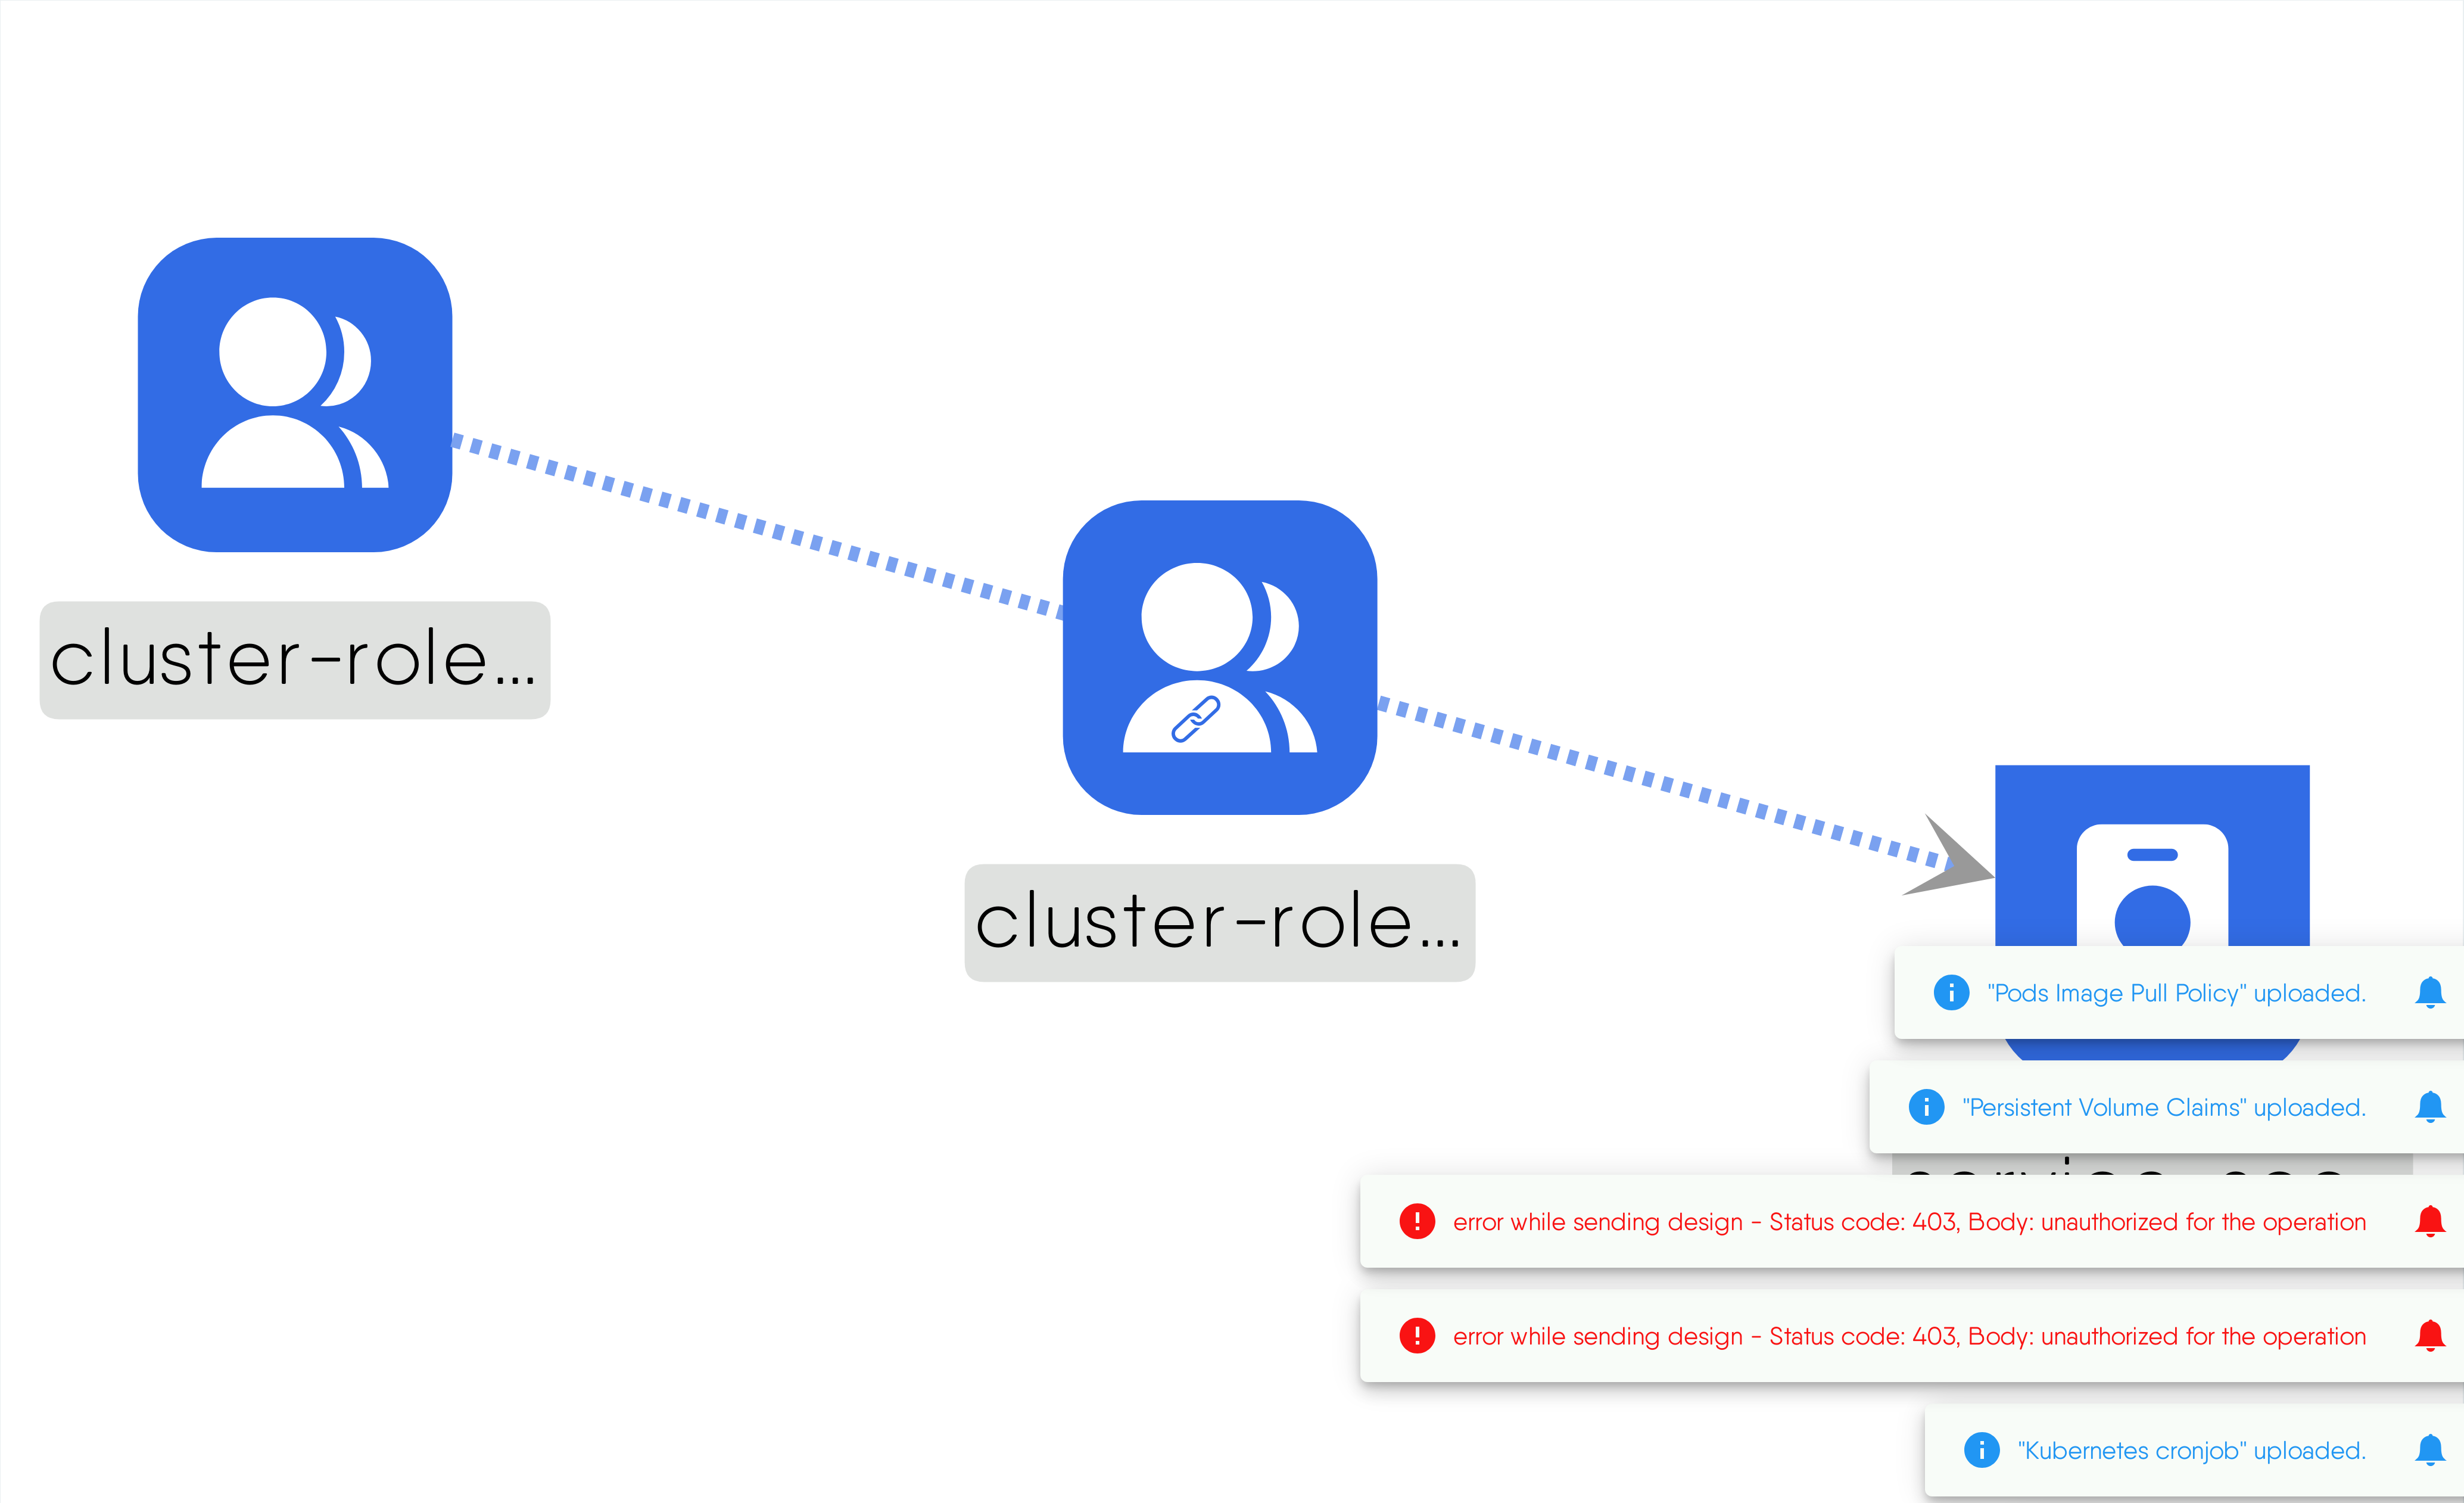 cluster-role...
cluster-role...
"Pods Image Pull Policy" uploaded.
"Persistent Volume Claims" uploaded.
error while sending design - Status code: 403, Body: unauthorized for the operation
error while sending design - Status code: 403, Body: unauthorized for the operation
"Kubernetes cronjob" uploaded.